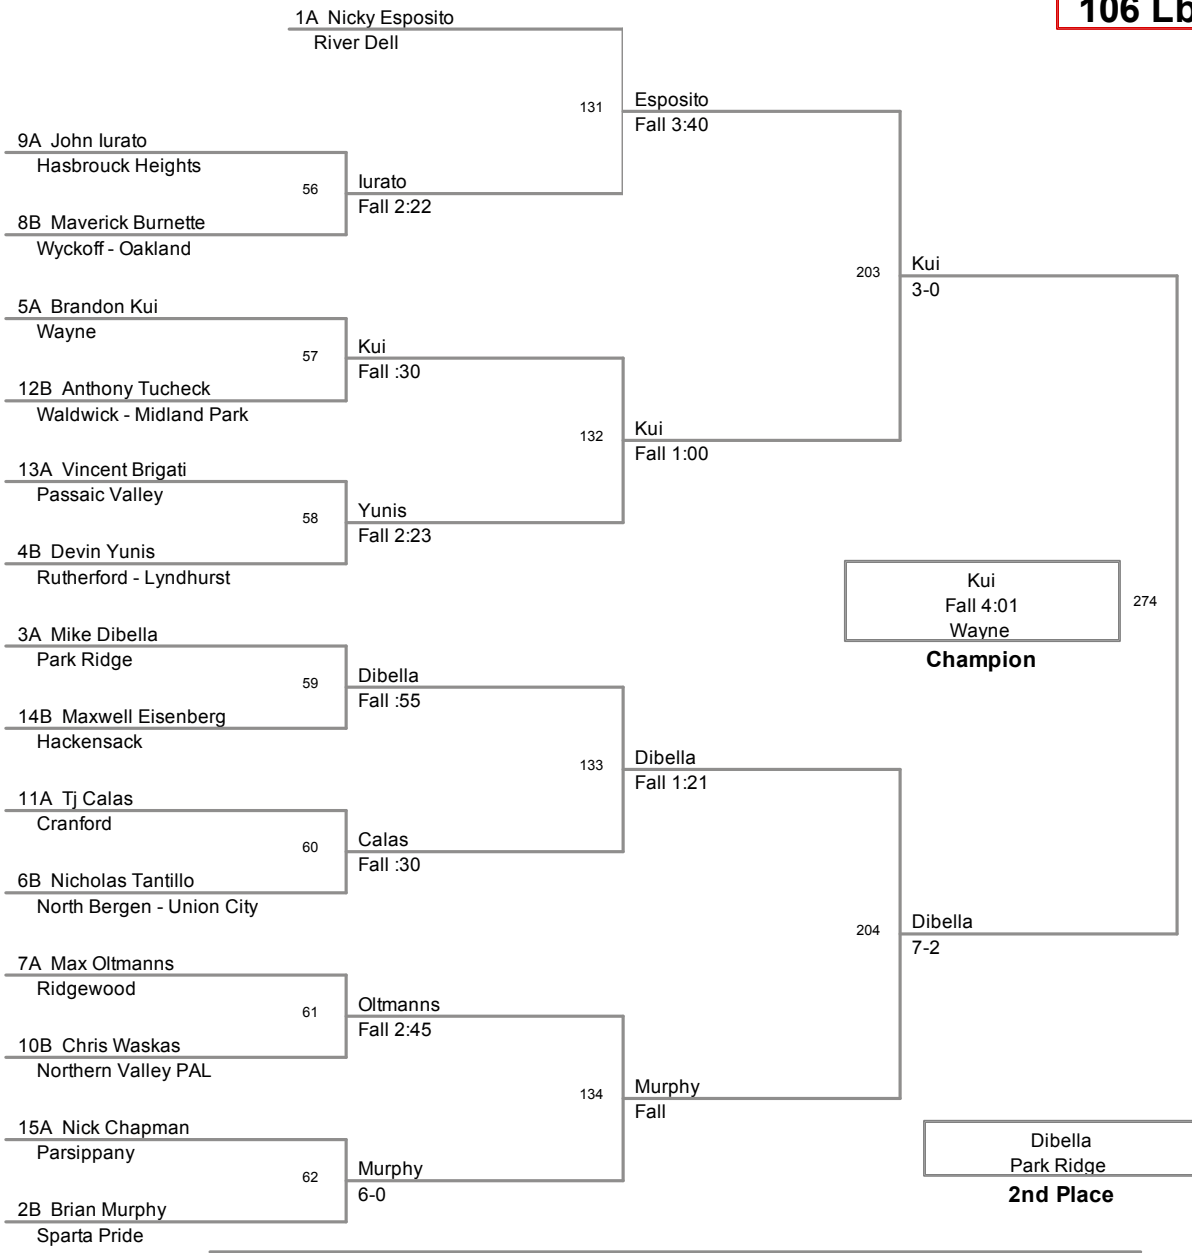 1A Nicky Esposito
River Dell
106 Lb
131
Esposito
Fall 3:40
9A John Iurato
Hasbrouck Heights
56
Iurato
Fall 2:22
8B Maverick Burnette
Wyckoff - Oakland
203
Kui
3-0
5A Brandon Kui
Wayne
57
Kui
Fall :30
12B Anthony Tucheck
Waldwick - Midland Park
132
Kui
Fall 1:00
13A Vincent Brigati
Passaic Valley
58
Yunis
Fall 2:23
4B Devin Yunis
Rutherford - Lyndhurst
Kui
Fall 4:01
Wayne
274
Champion
3A Mike Dibella
Park Ridge
59
Dibella
Fall :55
14B Maxwell Eisenberg
Hackensack
133
Dibella
Fall 1:21
11A Tj Calas
Cranford
60
Calas
Fall :30
6B Nicholas Tantillo
North Bergen - Union City
204
Dibella
7-2
7A Max Oltmanns
Ridgewood
61
Oltmanns
Fall 2:45
10B Chris Waskas
Northern Valley PAL
134
Murphy
Fall
15A Nick Chapman
Parsippany
62
Murphy
6-0
2B Brian Murphy
Sparta Pride
Dibella
Park Ridge
2nd Place